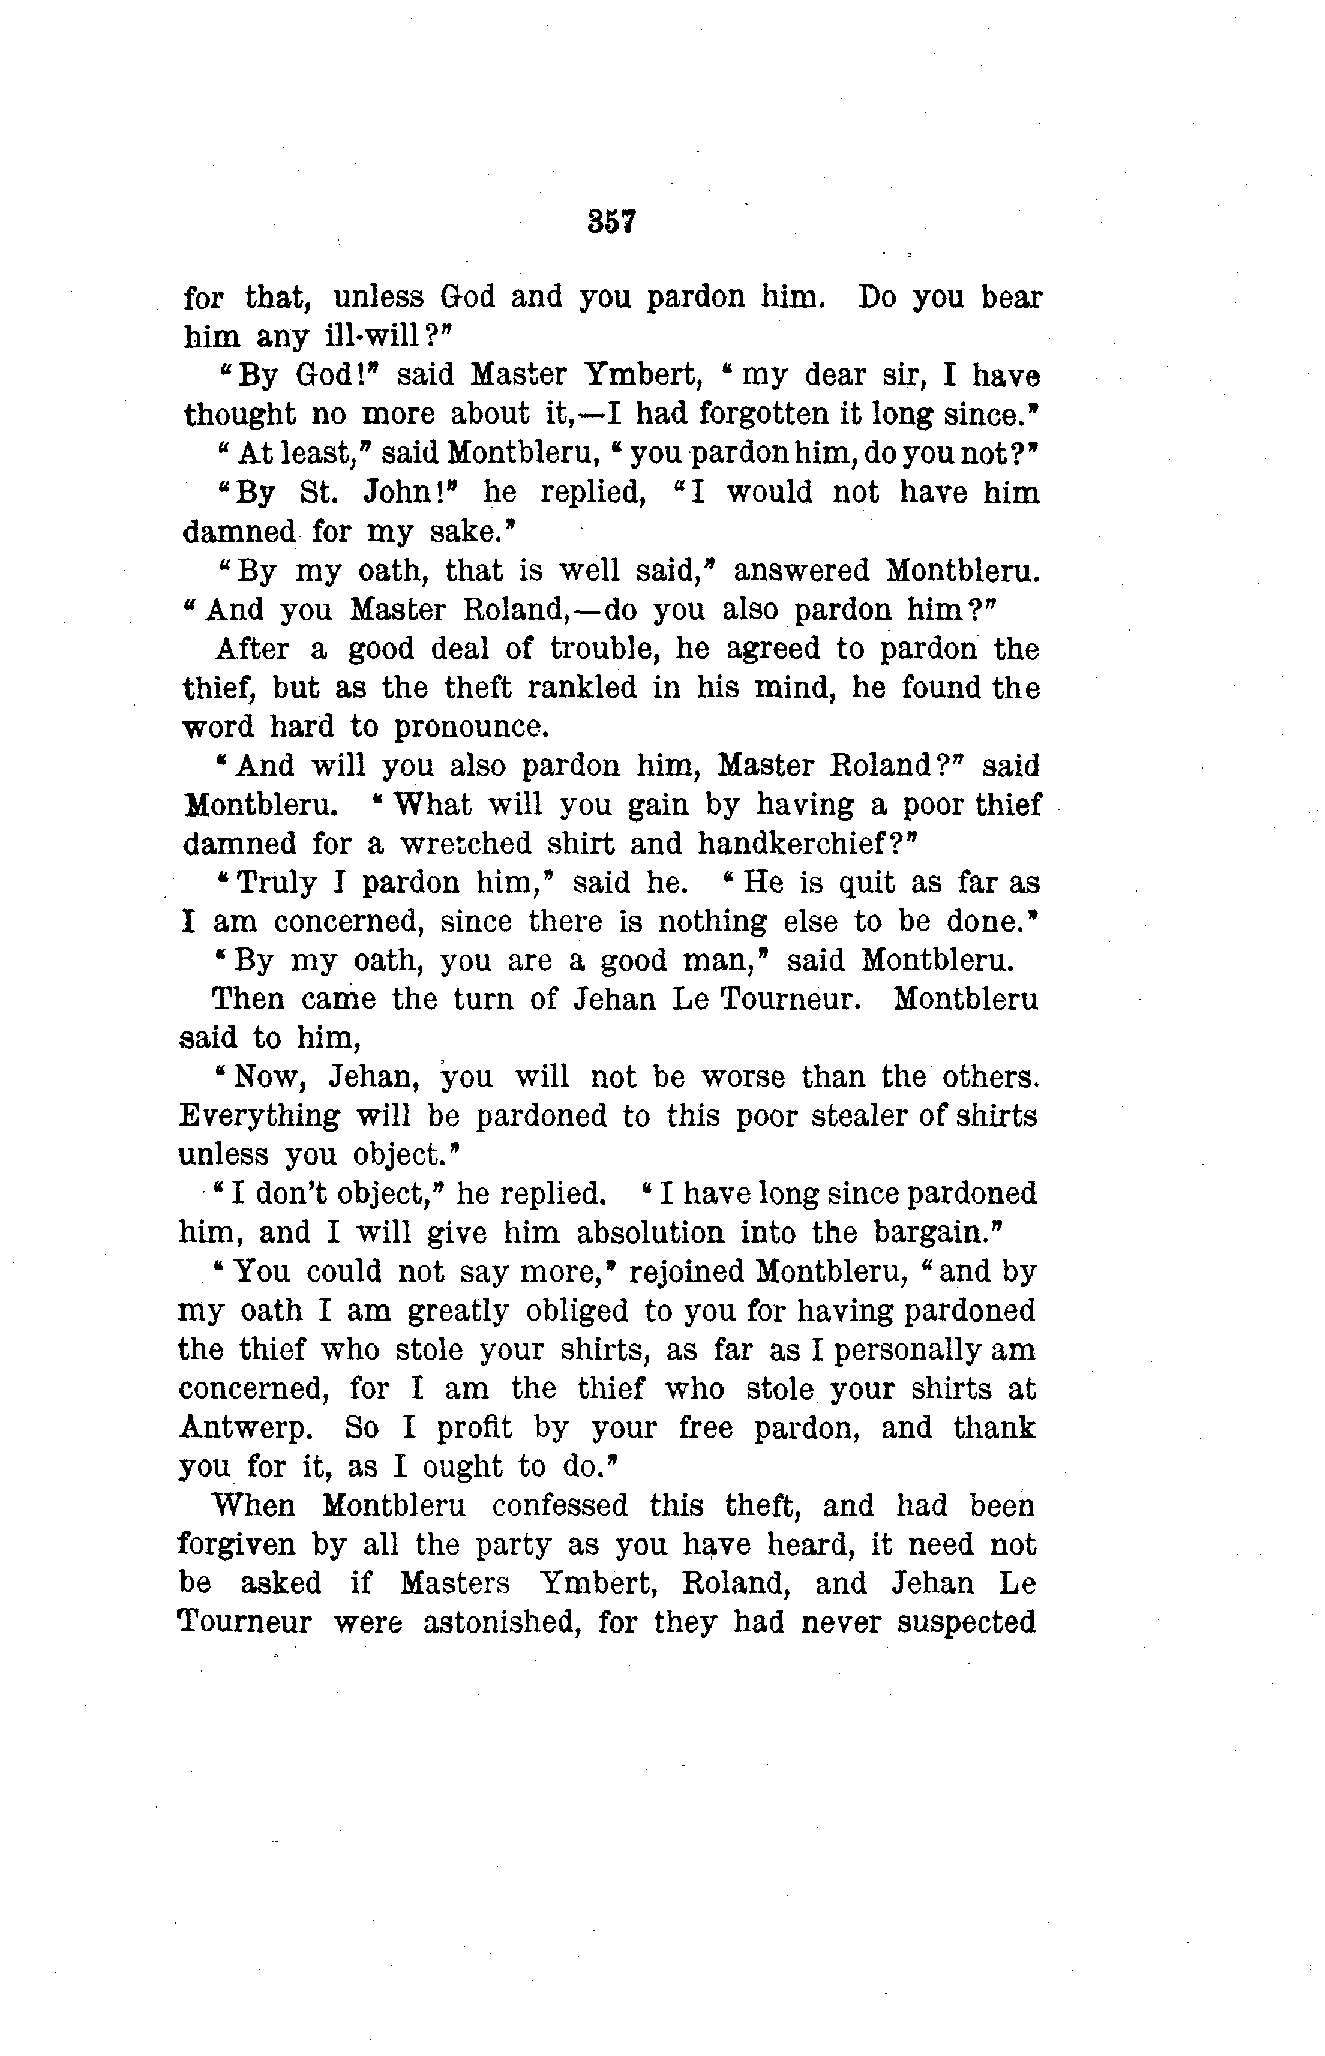 357
for that, unless God and you pardon him. Do you bear
him any ill-will?"
"By God!" said Master Ymbert, "my dear sir, I have
thought no more about it,—I had forgotten it long since."
"At least," said Montbleru, "you pardon him, do you not?"
"By St. John!" he replied, "I would not have him
damned for my sake."
"By my oath, that is well said," answered Montbleru.
"And you Master Roland,—do you also pardon him?"
After a good deal of trouble, he agreed to pardon the
thief, but as the theft rankled in his mind, he found the
word hard to pronounce.
"And will you also pardon him, Master Roland?" said
Montbleru. "What will you gain by having a poor thief
damned for a wretched shirt and handkerchief?"
"Truly I pardon him," said he. "He is quit as far as
I am concerned, since there is nothing else to be done."
"By my oath, you are a good man," said Montbleru.
Then came the turn of Jehan Le Tourneur. Montbleru
said to him,
"Now, Jehan, you will not be worse than the others.
Everything will be pardoned to this poor stealer of shirts
unless you object."
"I don't object," he replied. "I have long since pardoned
him, and I will give him absolution into the bargain."
"You could not say more," rejoined Montbleru, "and by
my oath I am greatly obliged to you for having pardoned
the thief who stole your shirts, as far as I personally am
concerned, for I am the thief who stole your shirts at
Antwerp. So I profit by your free pardon, and thank
you for it, as I ought to do."
When Montbleru confessed this theft, and had been
forgiven by all the party as you have heard, it need not
be asked if Masters Ymbert, Roland, and Jehan Le
Tourneur were astonished, for they had never suspected